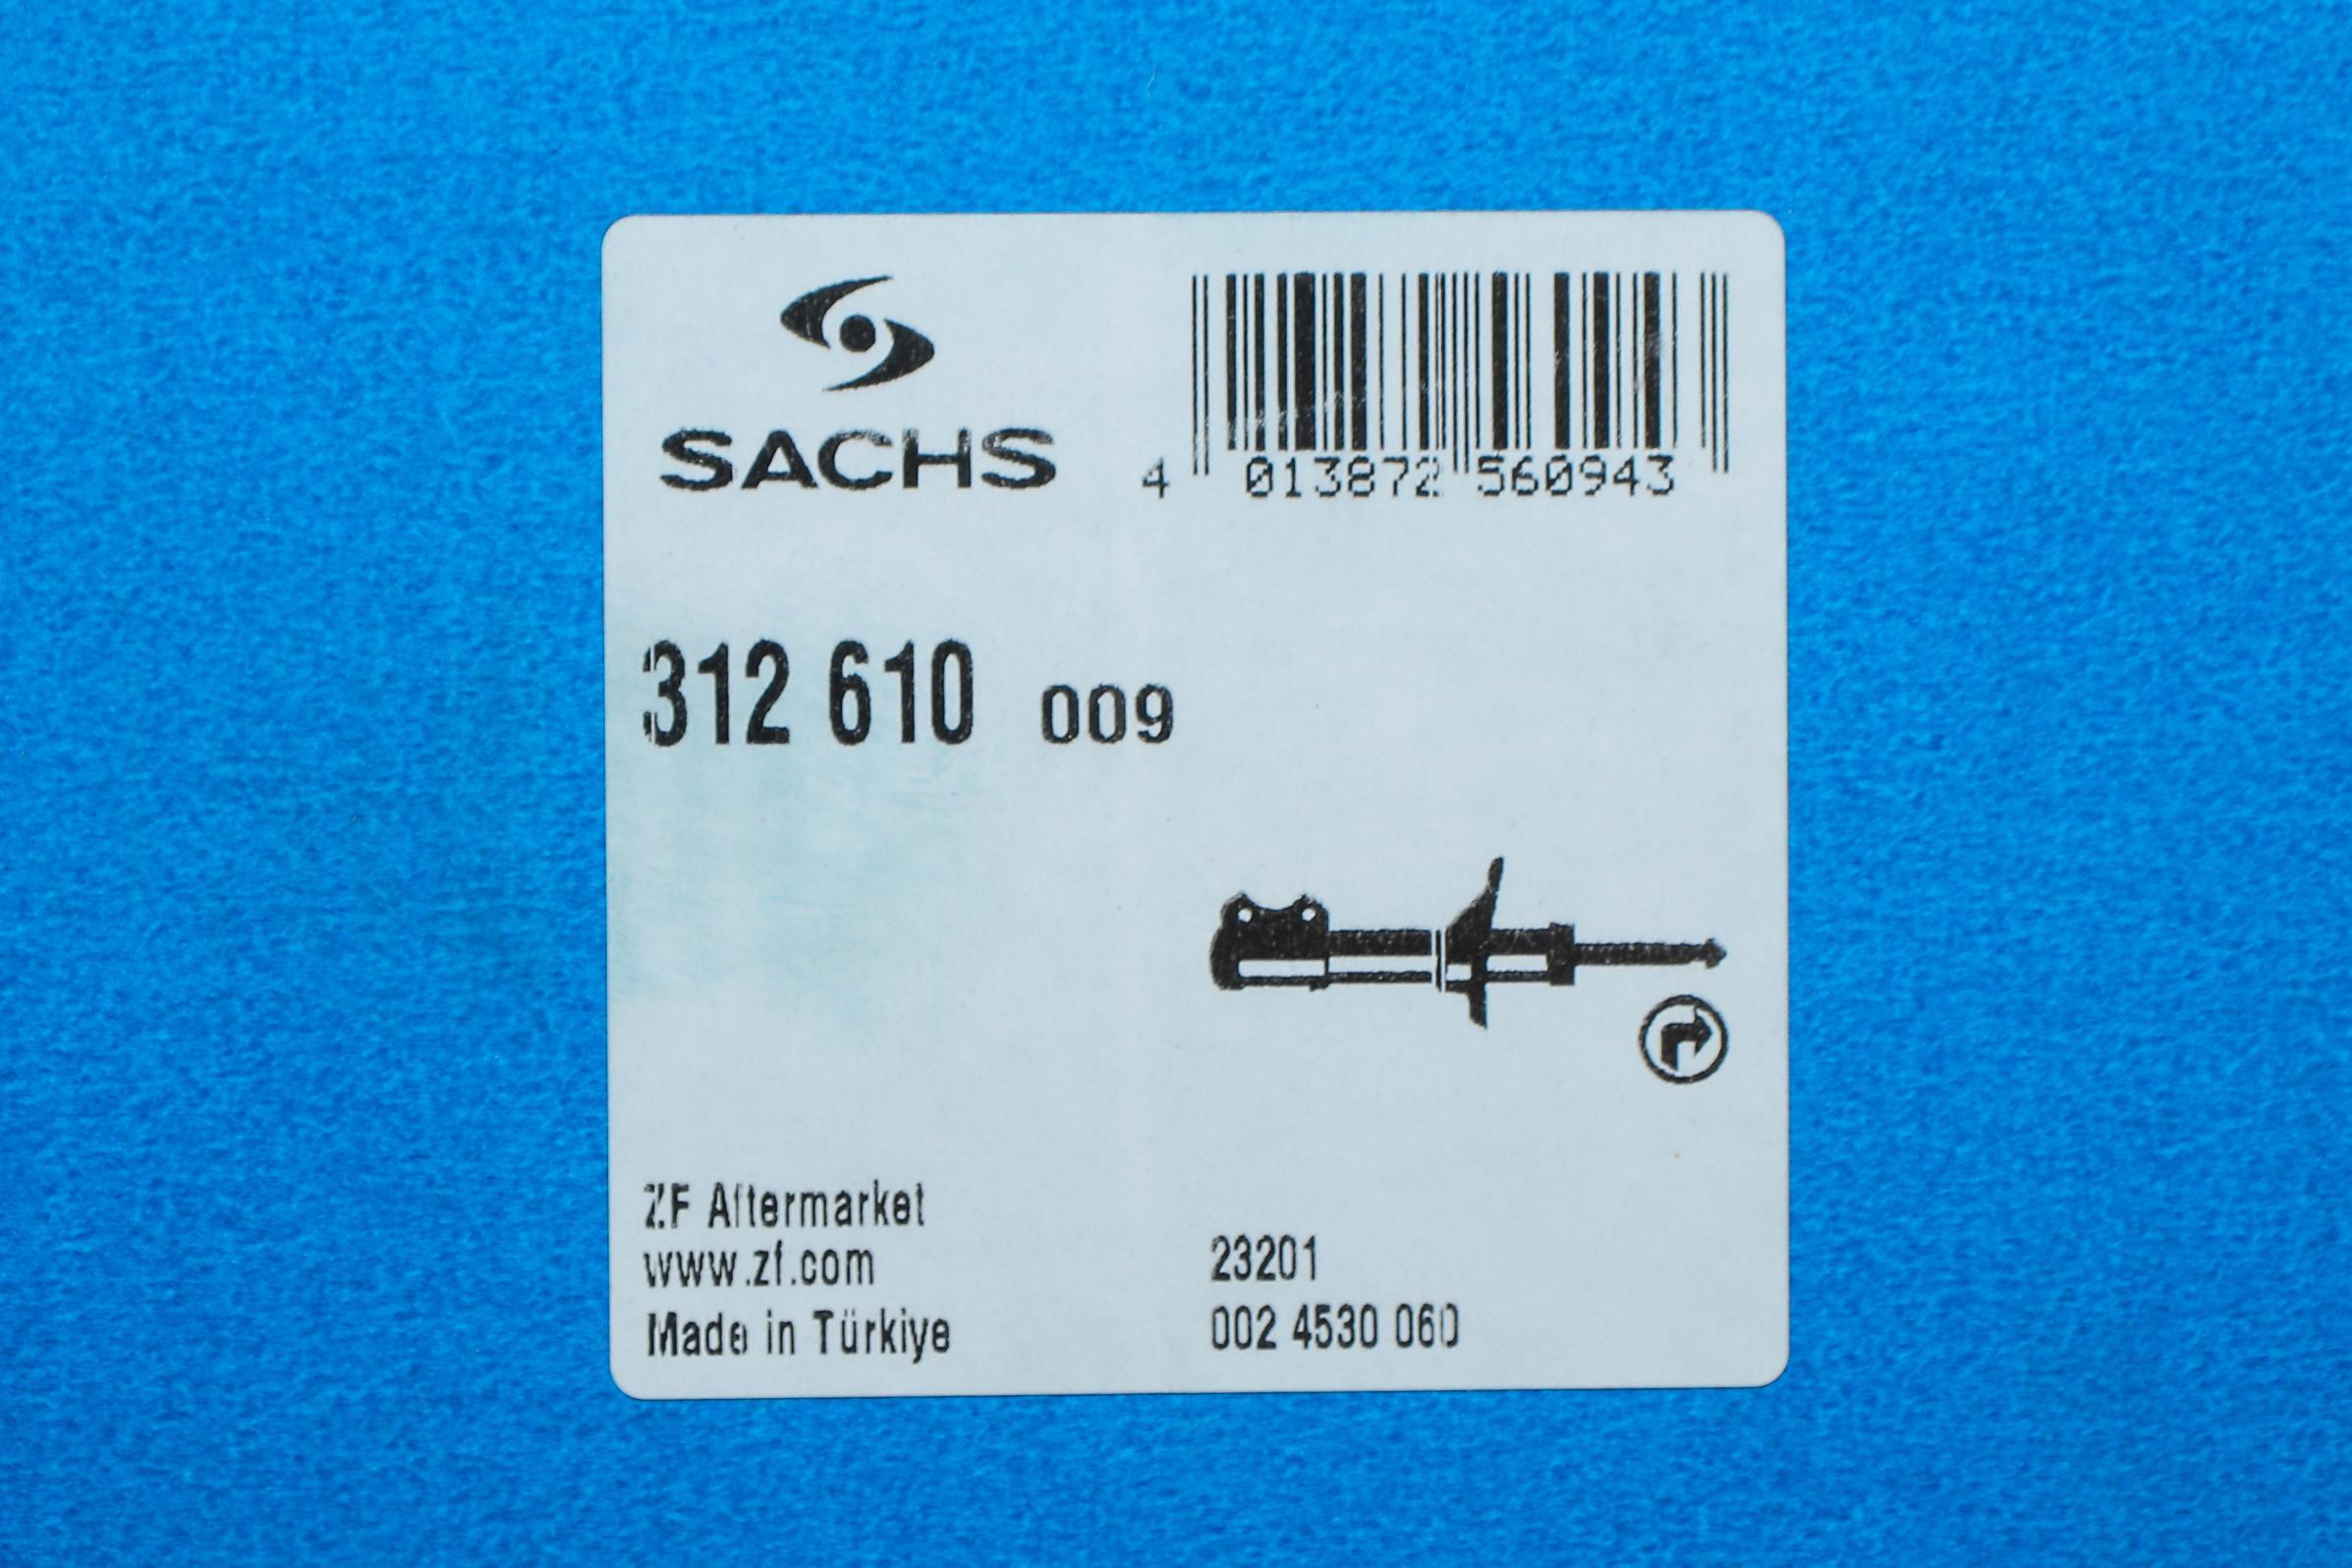 SACHS
4 013872 560943
312 610 009
ZF Aftermarket
www.zf.com
Made in Türkiye
23201
002 4530 060